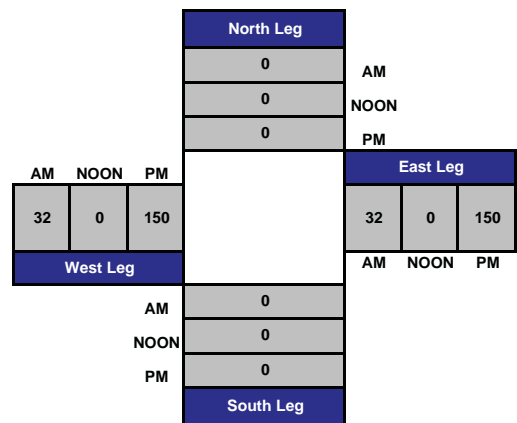 North Leg
0
AM
0
NOON
0
PM
AM NOON PM
East Leg
32 0 150
32 0 150
West Leg
AM NOON PM
0
AM
0
NOON
0
PM
South Leg